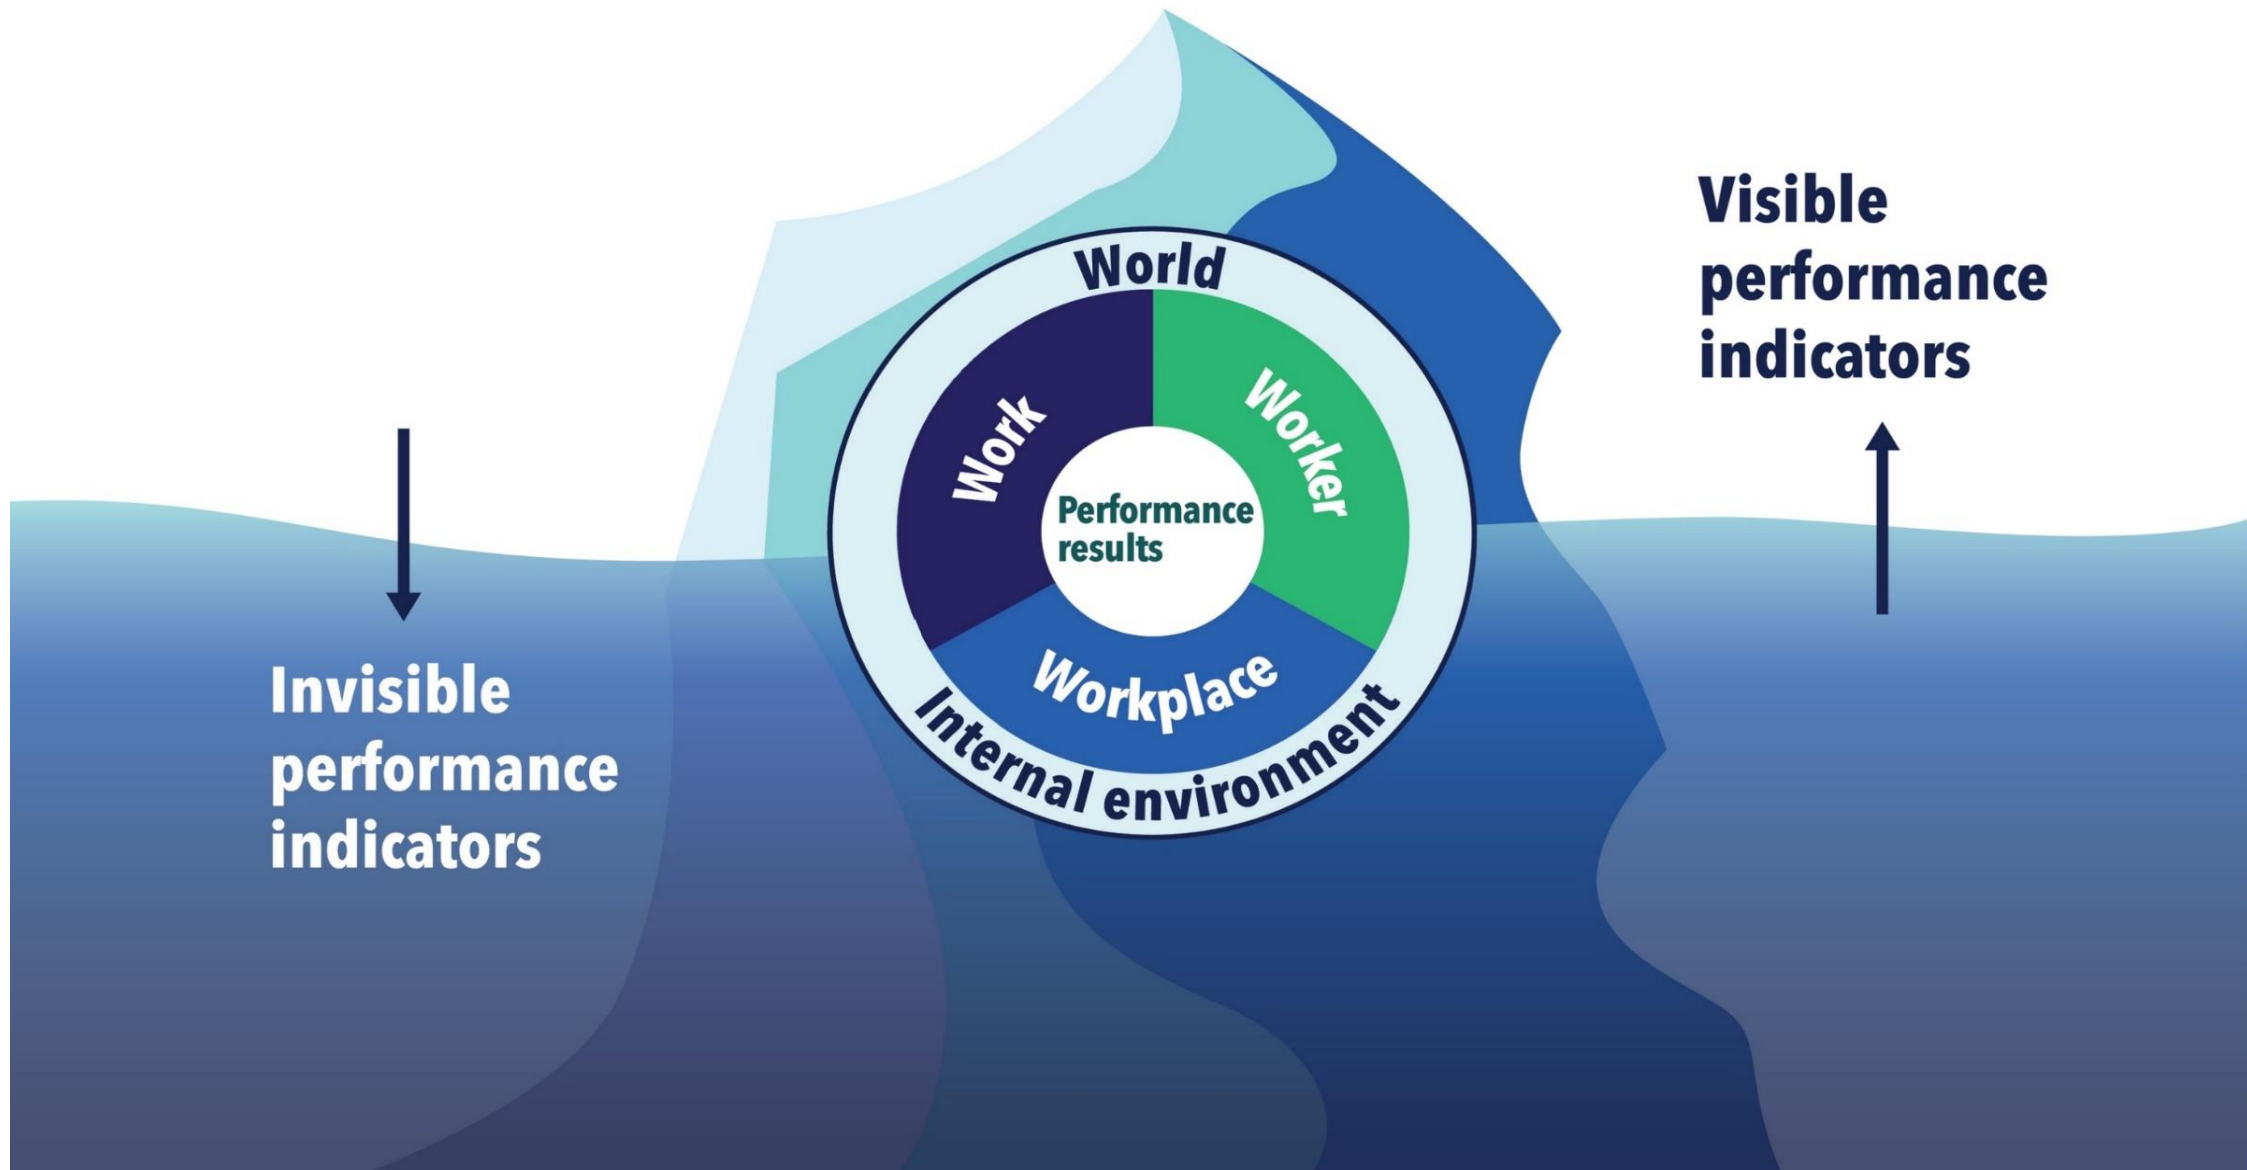 Visible
performance
indicators
World
Work
Worker
Performance
results
Workplace
Internal environment
Invisible
performance
indicators